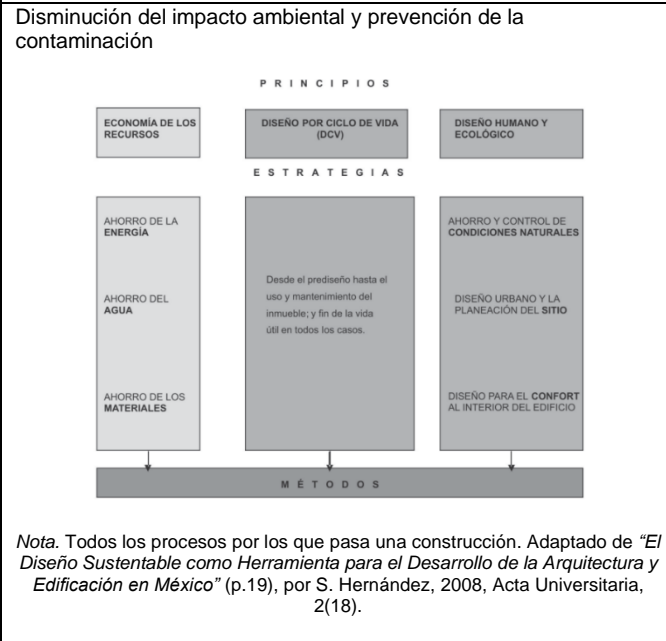 Disminución del impacto ambiental y prevención de la
contaminación
PRINCIPIOS
ECONOMÍA DE LOS
RECURSOS
DISEÑO POR CICLO DE VIDA
(DCV)
DISEÑO HUMANO Y
ECOLÓGICO
ESTRATEGIAS
AHORRO DE LA
ENERGÍA
AHORRO DEL
AGUA
AHORRO DE LOS
MATERIALES
Desde el prediseño hasta el
uso y mantenimiento del
inmueble; y fin de la vida
útil en todos los casos.
AHORRO Y CONTROL DE
CONDICIONES NATURALES
DISEÑO URBANO Y LA
PLANEACIÓN DEL SITIO
DISEÑO PARA EL CONFORT
AL INTERIOR DEL EDIFICIO
MÉTODOS
Nota. Todos los procesos por los que pasa una construcción. Adaptado de “El
Diseño Sustentable como Herramienta para el Desarrollo de la Arquitectura y
Edificación en México” (p.19), por S. Hernández, 2008, Acta Universitaria,
2(18).